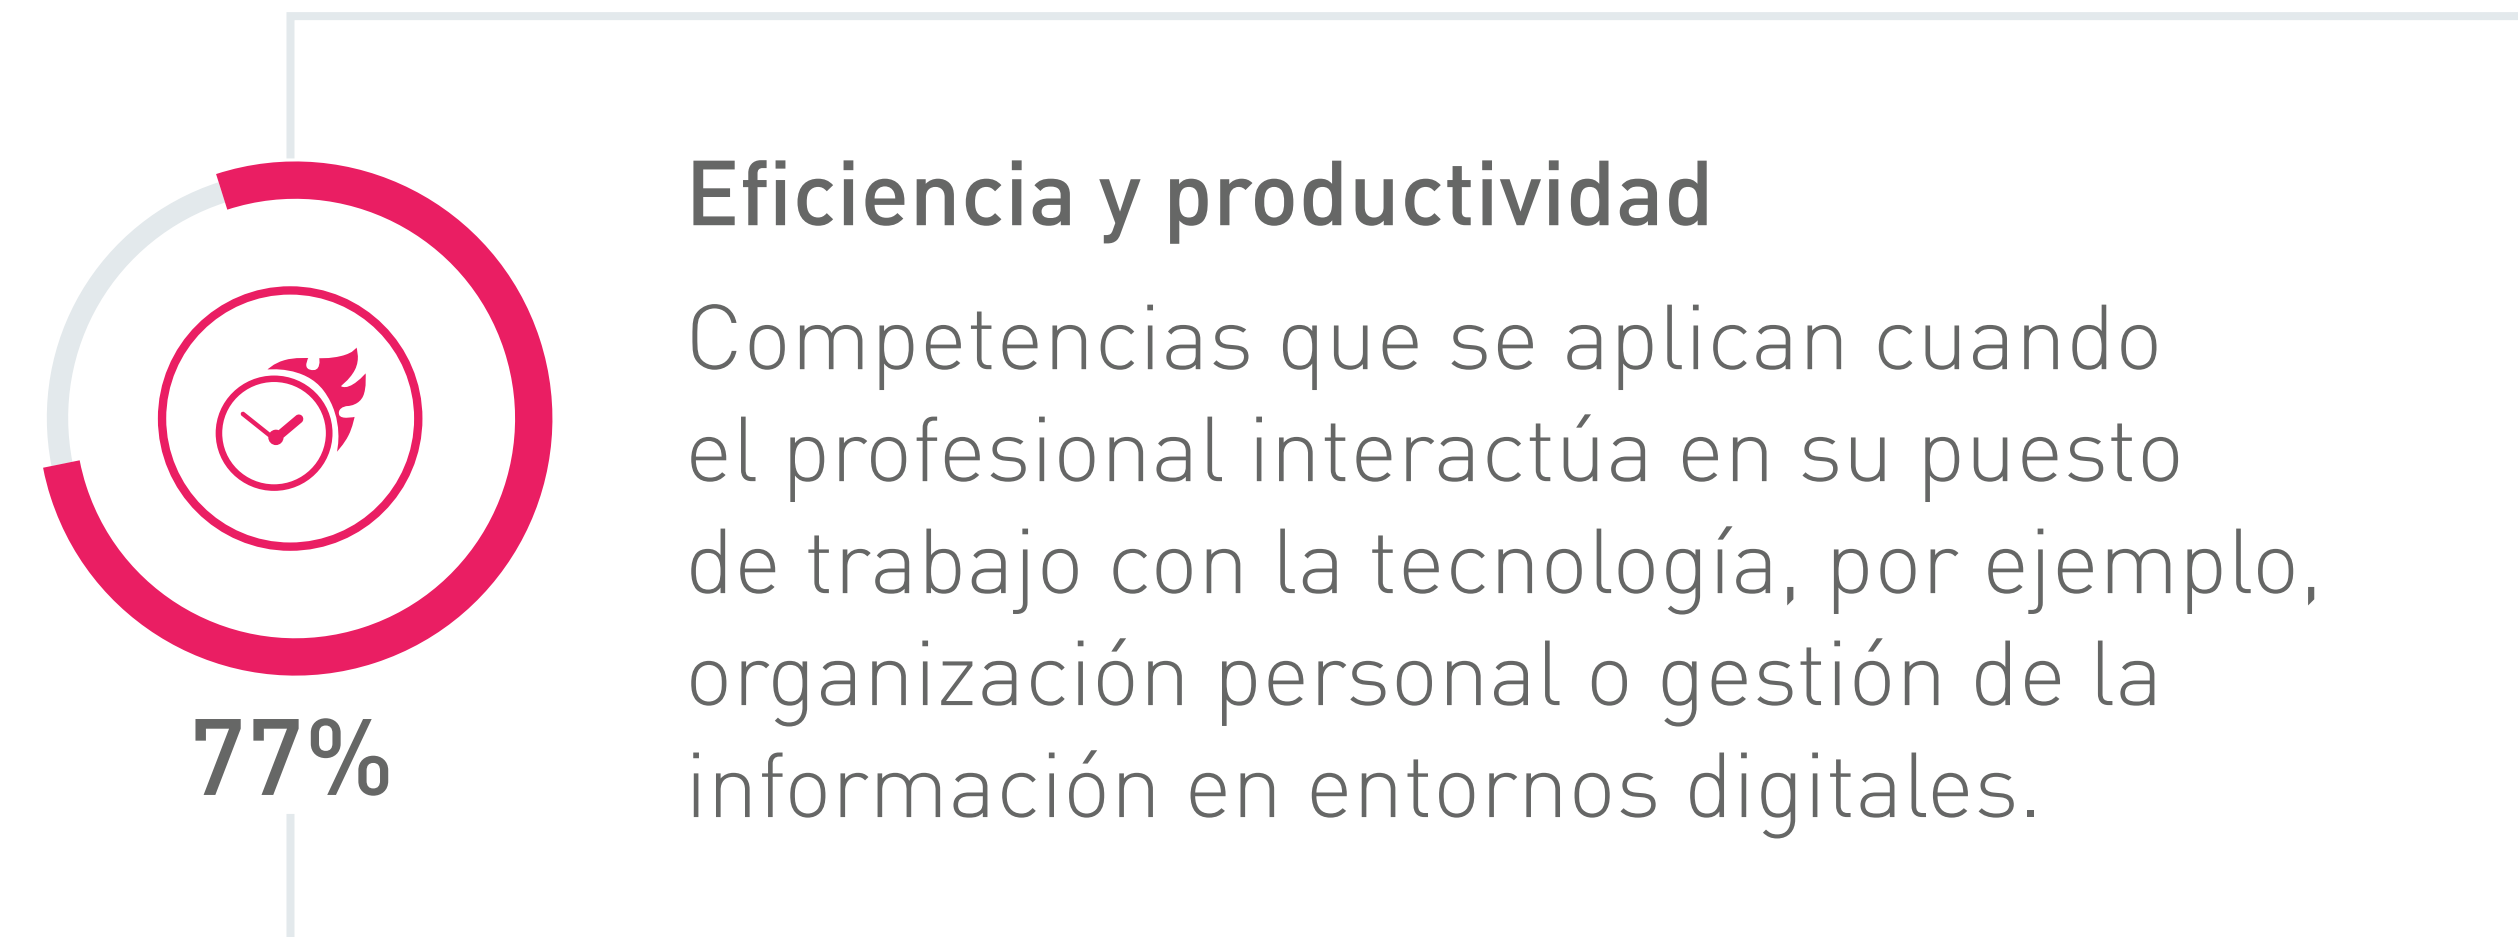 Eficiencia y productividad
Competencias que se aplican cuando
el profesional interactúa en su puesto
de trabajo con la tecnología, por ejemplo,
organización personal o gestión de la
información en entornos digitales.
77%